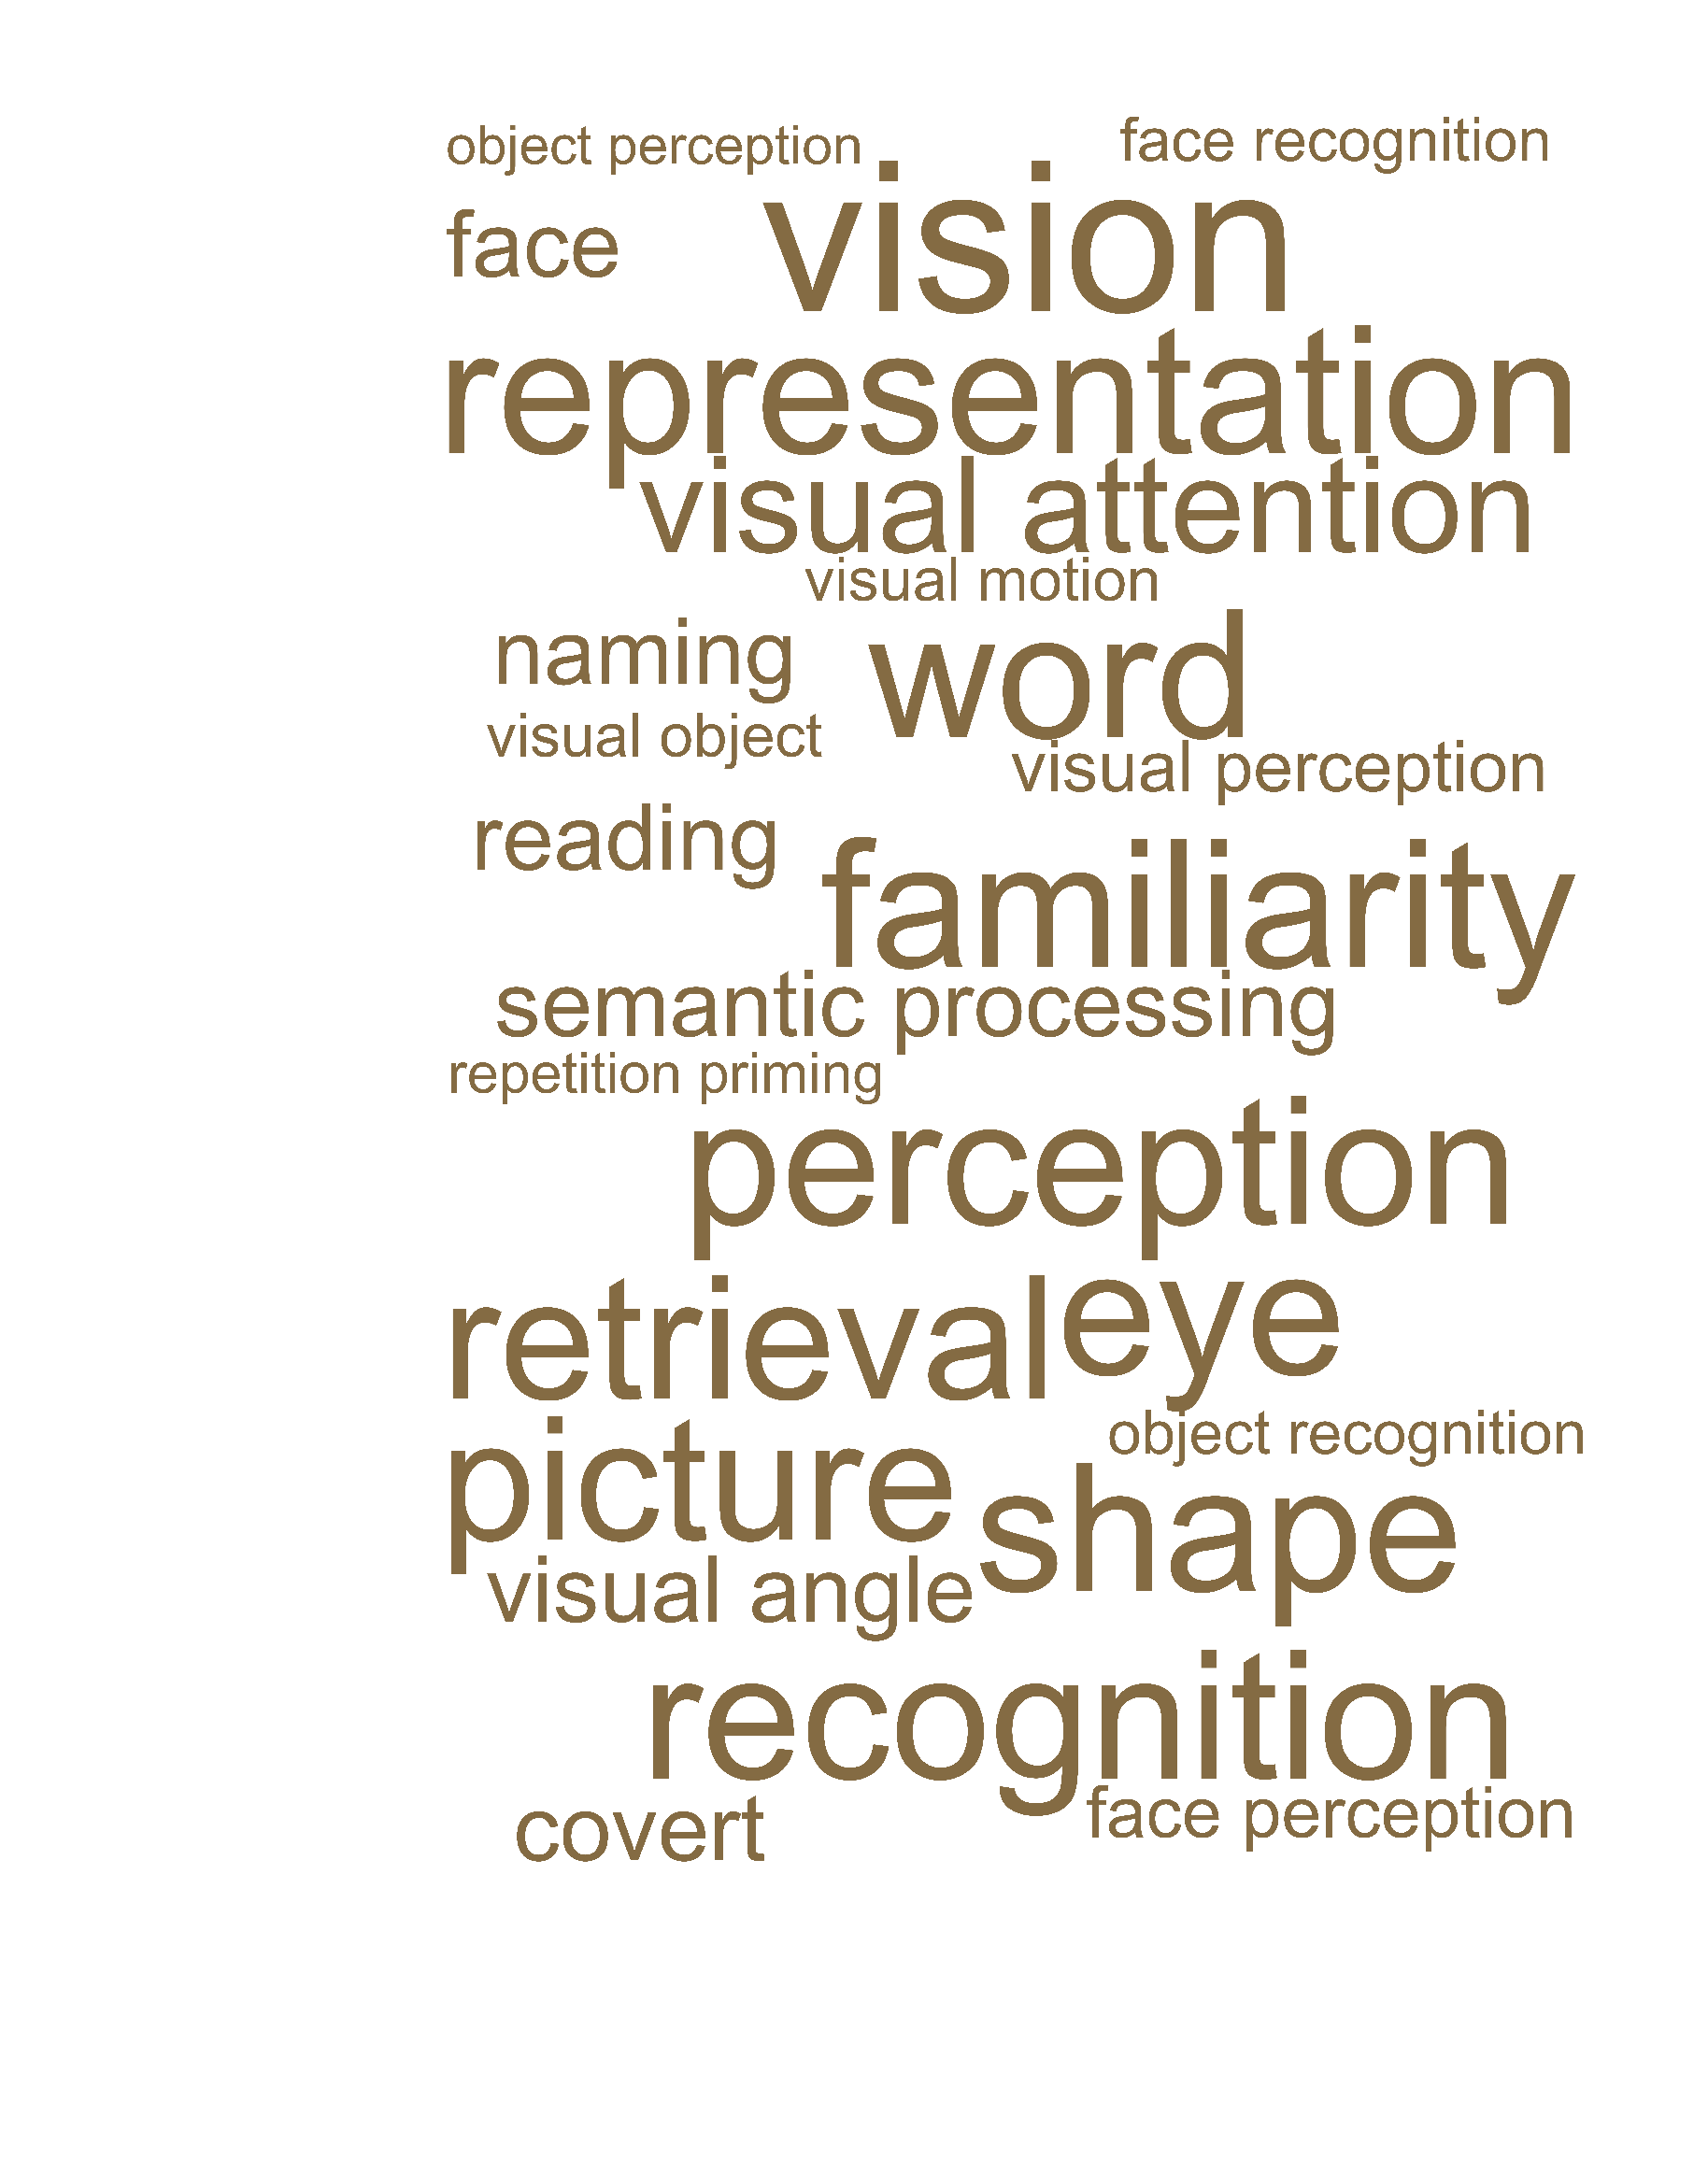 object perception
face recognition
face
vision
representation
visual attention
visual motion
naming
word
visual object
visual perception
reading
familiarity
semantic processing
repetition priming
perception
retrieval
eye
picture
object recognition
shape
visual angle
recognition
covert
face perception